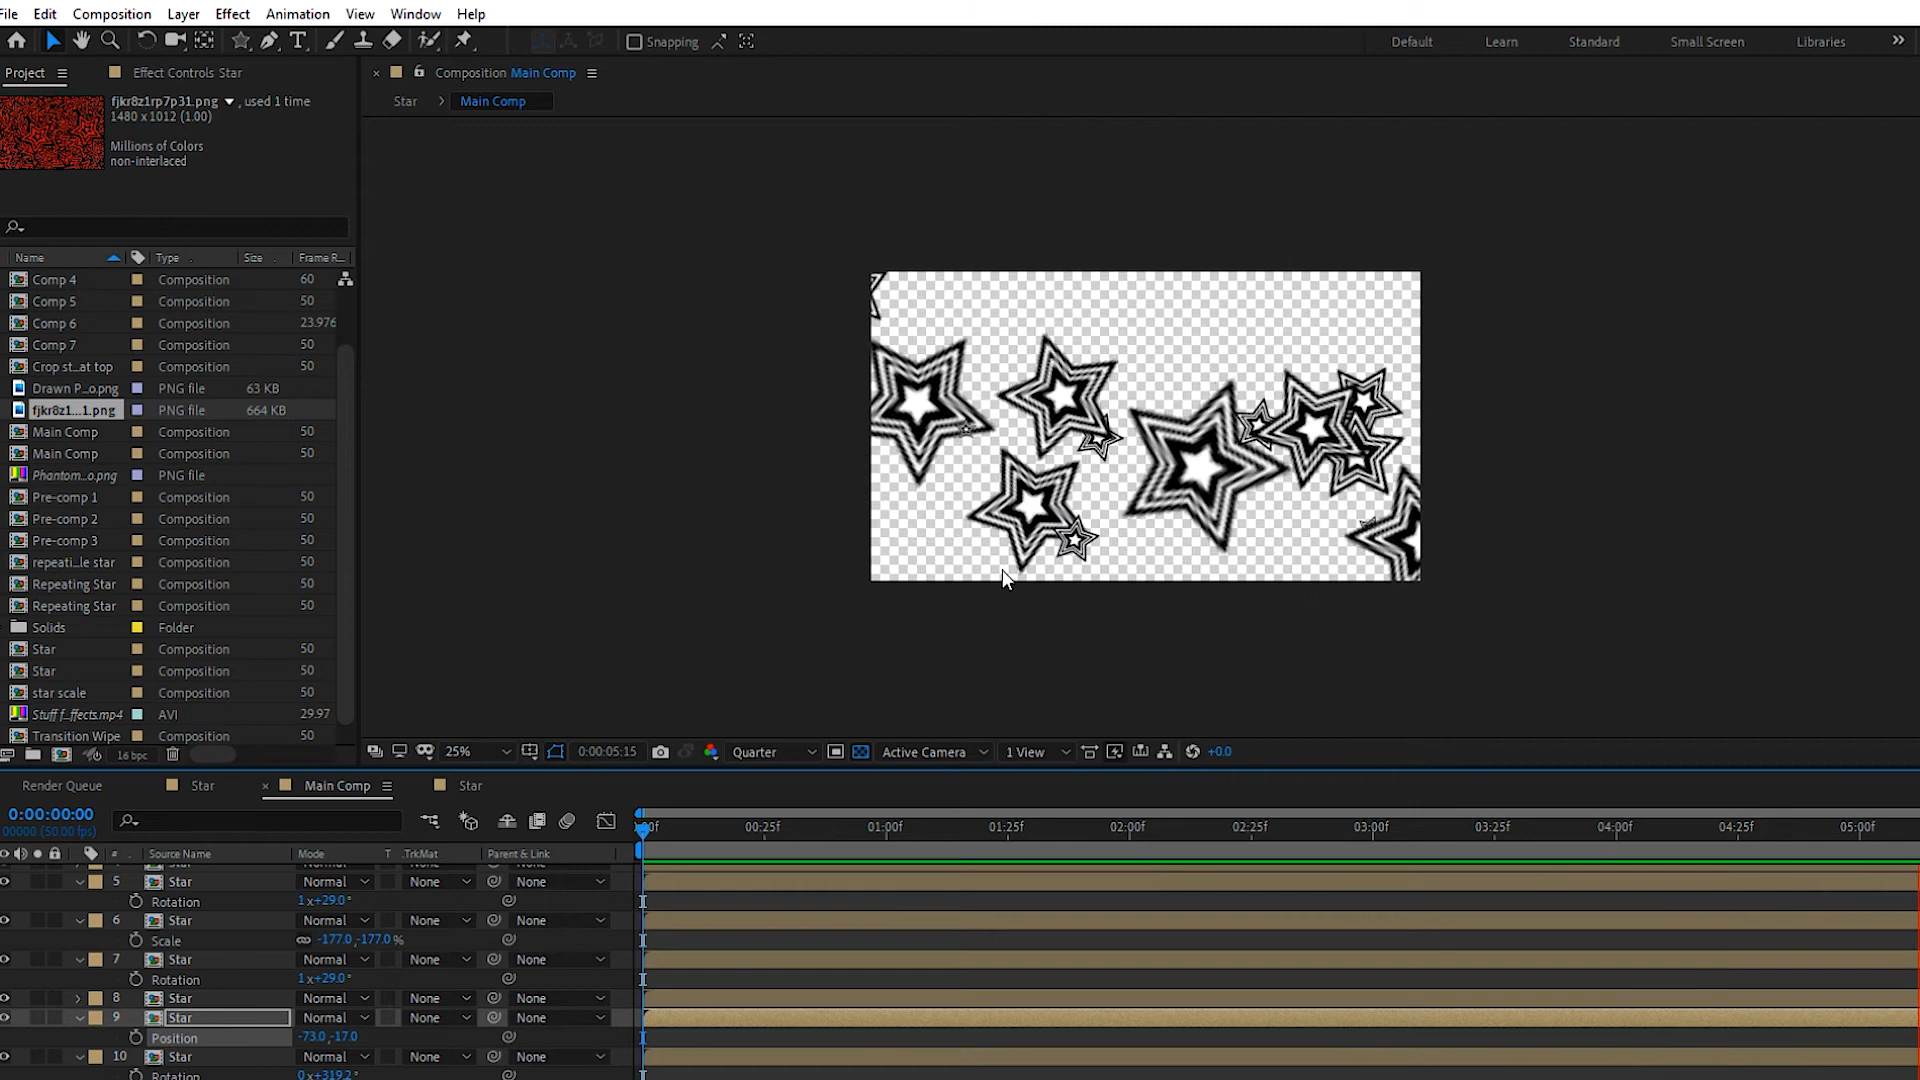 File Edit Composition Layer Effect Animation View Window Help
Snapping Default Learn Standard Small Screen Libraries
Project Effect Controls Star
fjkr8z1rp7p31.png , used 1 time
1480 x 1012 (1.00)
Millions of Colors
non-interlaced
Composition Main Comp
Star Main Comp
Name Type Size Frame R...
Comp 4 Composition 60
Comp 5 Composition 50
Comp 6 Composition 23.976
Comp 7 Composition 50
Crop st...at top Composition 50
Drawn P...o.png PNG file 63 KB
fjkr8z1...1.png PNG file 664 KB
Main Comp Composition 50
Main Comp Composition 50
Phantom...o.png PNG file
Pre-comp 1 Composition 50
Pre-comp 2 Composition 50
Pre-comp 3 Composition 50
repeati...le star Composition 50
Repeating Star Composition 50
Repeating Star Composition 50
Solids Folder
Star Composition 50
Star Composition 50
star scale Composition 50
Stuff f...ffects.mp4 AVI 29.97
Transition Wipe Composition 50
16 bpc
25% 0:00:05:15 Quarter Active Camera 1 View +0.0
Render Queue Star Main Comp Star
0:00:00:00
00000 (50.00 fps)
00:25f 01:00f 01:25f 02:00f 02:25f 03:00f 03:25f 04:00f 04:25f 05:00f
# Source Name Mode T .TrkMat Parent & Link
5 Star Normal None None
Rotation 1x+29.0°
6 Star Normal None None
Scale -177.0,-177.0%
7 Star Normal None None
Rotation 1x+29.0°
8 Star Normal None None
9 Star Normal None None
Position -73.0,-17.0
10 Star Normal None None
Rotation 0x+319.2°